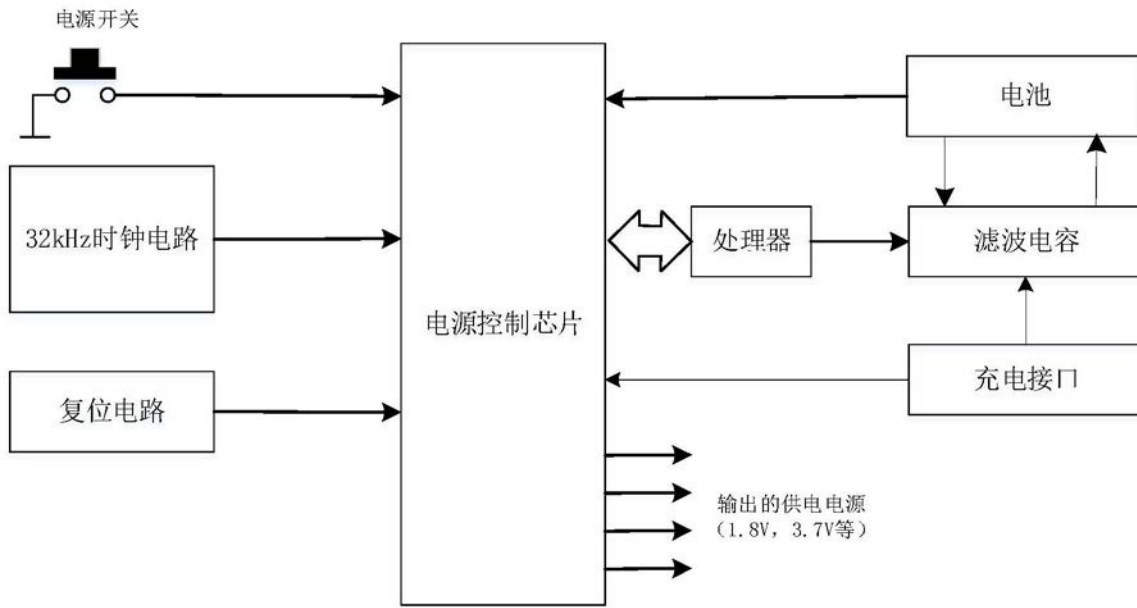 电源开关
电池
32kHz时钟电路
处理器
滤波电容
电源控制芯片
充电接口
复位电路
输出的供电电源
（1.8V，3.7V等）